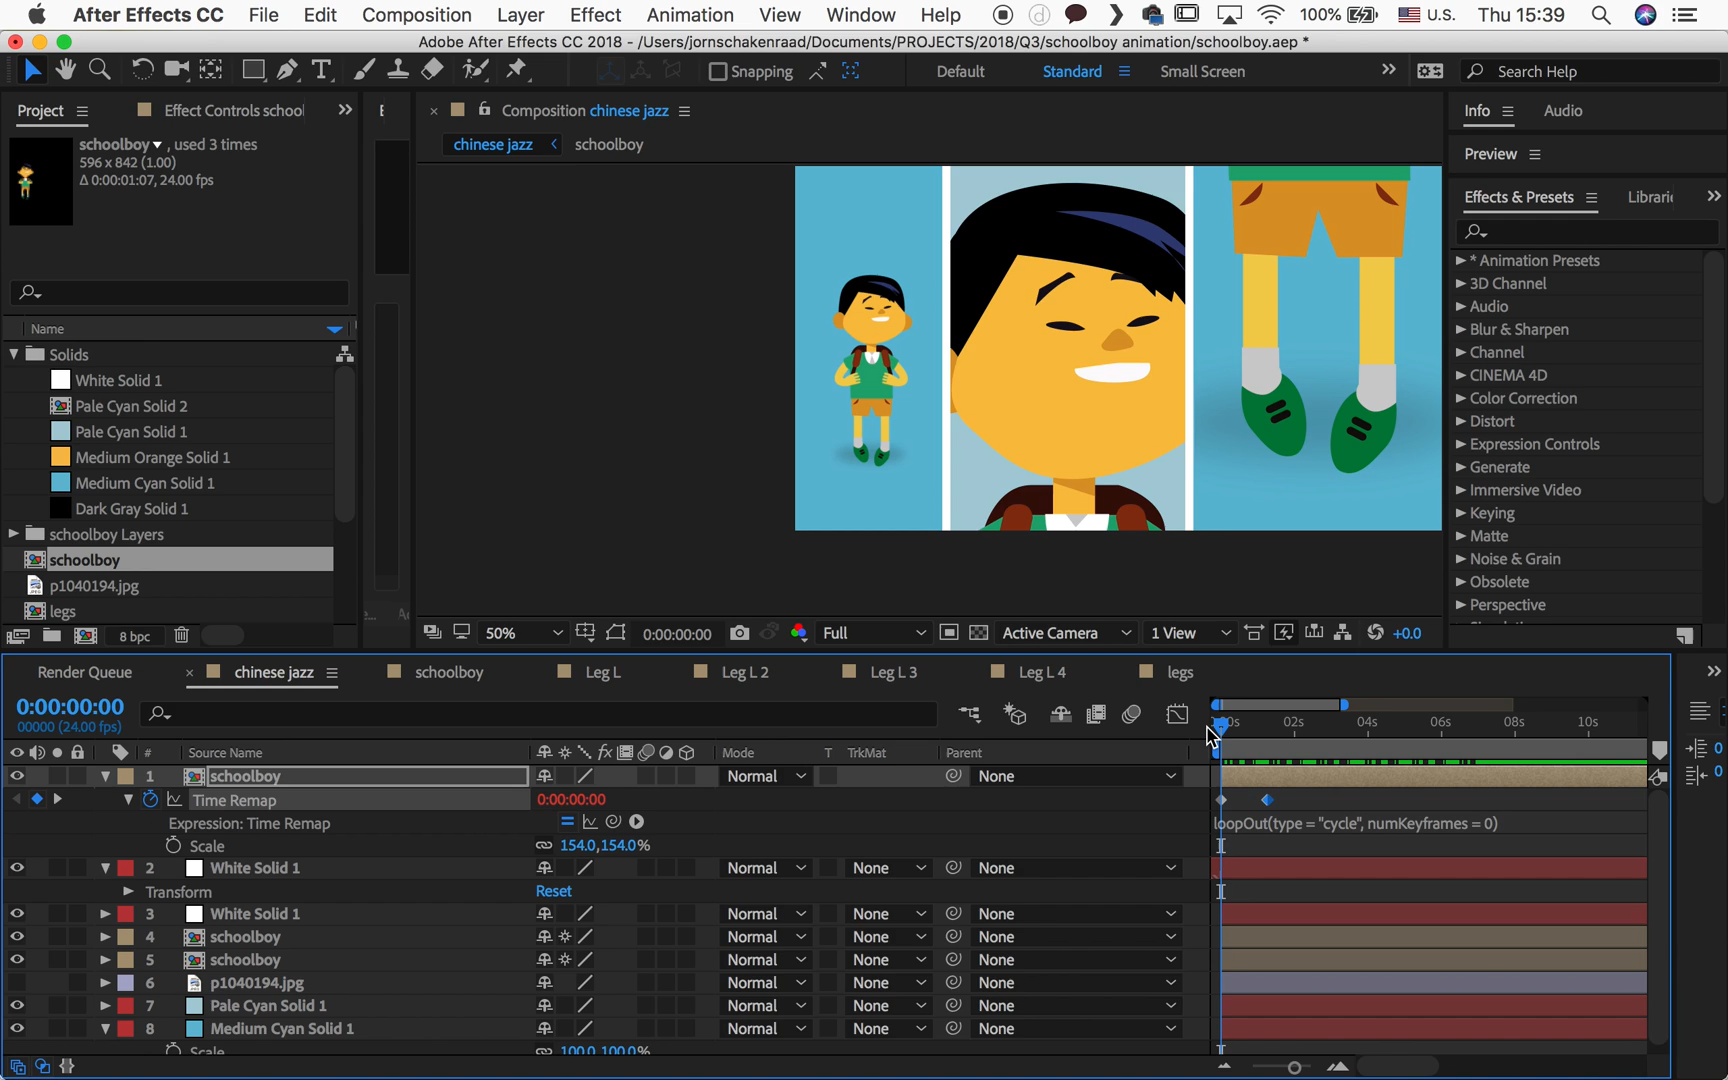 After Effects CC File Edit Composition Layer Effect Animation View Window Help 100% U.S. Thu 15:39
Adobe After Effects CC 2018 - /Users/jornschakenraad/Documents/PROJECTS/2018/Q3/schoolboy animation/schoolboy.aep *
Snapping Default Standard Small Screen Search Help
Project Effect Controls school Composition chinese jazz Info Audio
schoolboy , used 3 times chinese jazz schoolboy
596 x 842 (1.00) Preview
Δ 0:00:01:07, 24.00 fps
Effects & Presets Librari
* Animation Presets
3D Channel
Audio
Name Blur & Sharpen
Solids Channel
White Solid 1 CINEMA 4D
Pale Cyan Solid 2 Color Correction
Pale Cyan Solid 1 Distort
Medium Orange Solid 1 Expression Controls
Medium Cyan Solid 1 Generate
Dark Gray Solid 1 Immersive Video
schoolboy Layers Keying
schoolboy Matte
p1040194.jpg Noise & Grain
legs Obsolete
Perspective
8 bpc 50% 0:00:00:00 Full Active Camera 1 View +0.0
Render Queue chinese jazz schoolboy Leg L Leg L 2 Leg L 3 Leg L 4 legs
0:00:00:00
00000 (24.00 fps) 02s 04s 06s 08s 10s
# Source Name fx Mode T TrkMat Parent
1 schoolboy Normal None
Time Remap 0:00:00:00
Expression: Time Remap loopOut(type = "cycle", numKeyframes = 0)
Scale 154.0,154.0%
2 White Solid 1 Normal None None
Transform Reset
3 White Solid 1 Normal None None
4 schoolboy Normal None None
5 schoolboy Normal None None
6 p1040194.jpg Normal None None
7 Pale Cyan Solid 1 Normal None None
8 Medium Cyan Solid 1 Normal None None
Scale 100.0,100.0%